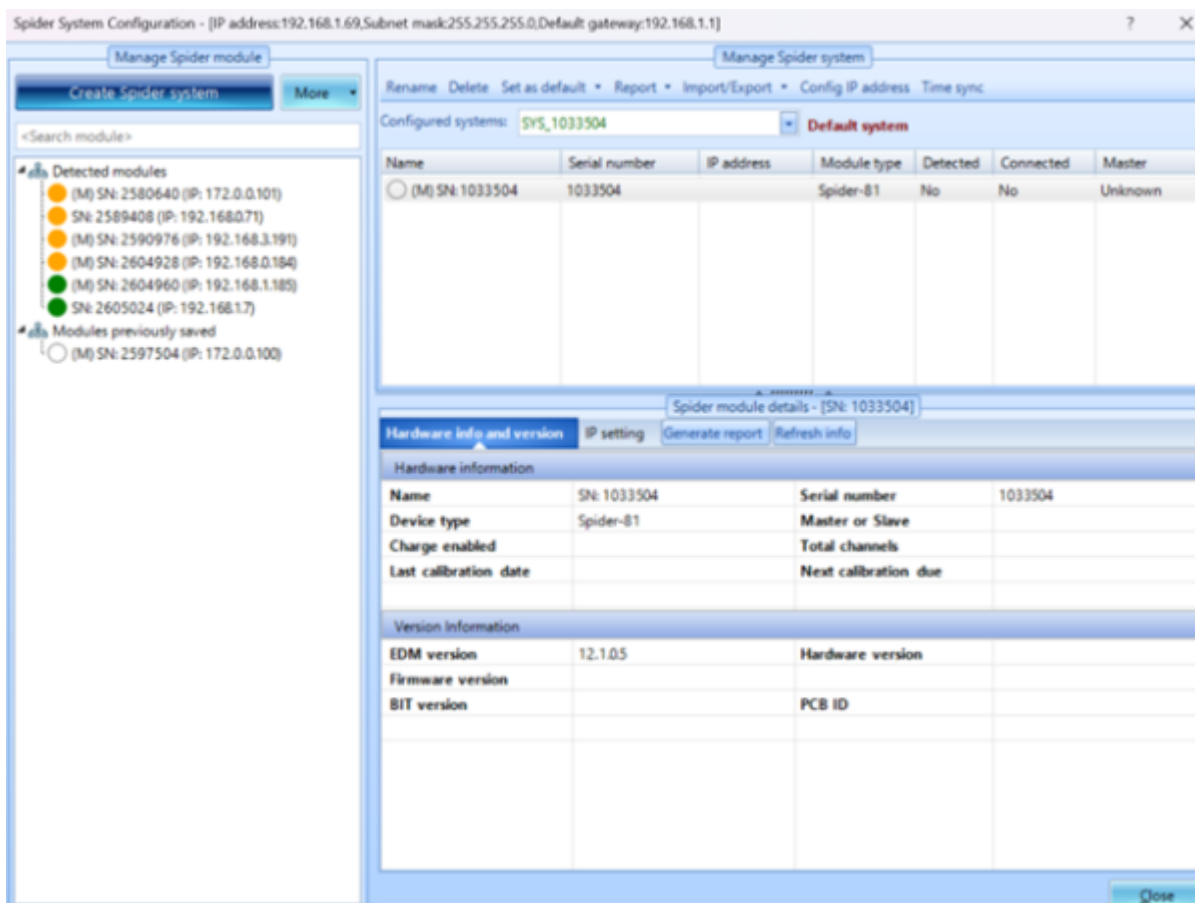 Spider System Configuration - [IP address:192.168.1.69,Subnet mask:255.255.255.0,Default gateway:192.168.1.1]
?
Manage Spider module
Create Spider system
More
<Search module>
Detected modules
(M) SN: 2580640 (IP: 172.0.0.101)
SN: 2589408 (IP: 192.168.0.71)
(M) SN: 2590976 (IP: 192.168.3.191)
(M) SN: 2604928 (IP: 192.168.0.184)
(M) SN: 2604960 (IP: 192.168.1.185)
SN: 2605024 (IP: 192.168.1.7)
Modules previously saved
(M) SN: 2597504 (IP: 172.0.0.100)
Manage Spider system
Rename Delete Set as default Report Import/Export Config IP address Time sync
Configured systems: SYS_1033504 Default system
Name Serial number IP address Module type Detected Connected Master
(M) SN: 1033504 1033504 Spider-81 No No Unknown
Spider module details - [SN: 1033504]
Hardware info and version IP setting Generate report Refresh info
Hardware information
Name SN: 1033504 Serial number 1033504
Device type Spider-81 Master or Slave
Charge enabled Total channels
Last calibration date Next calibration due
Version Information
EDM version 12.1.0.5 Hardware version
Firmware version
BIT version PCB ID
Close